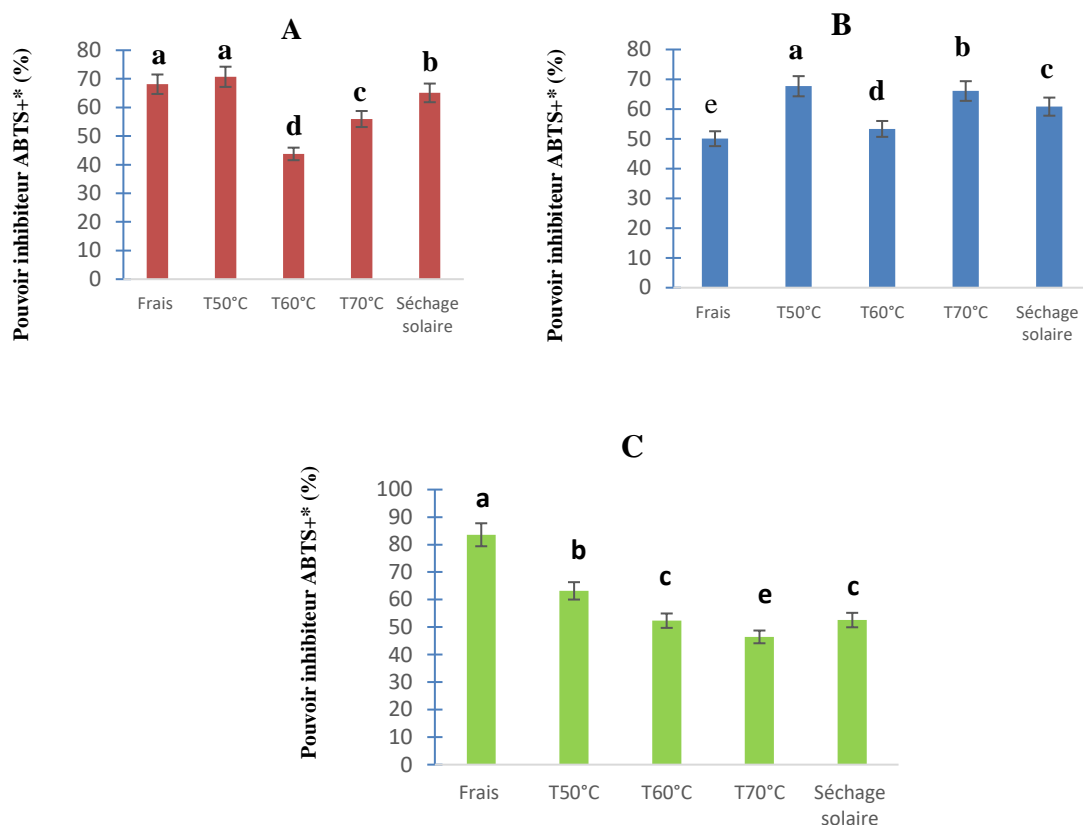 A
Pouvoir inhibiteur ABTS+* (%)
80
70
60
50
40
30
20
10
0
a
a
d
c
b
Frais
T50°C
T60°C
T70°C
Séchage
solaire
B
Pouvoir inhibiteur ABTS+*
(%)
80
70
60
50
40
30
20
10
0
e
a
d
b
c
Frais
T50°C
T60°C
T70°C
Séchage
solaire
C
Pouvoir inhibiteur ABTS+* (%)
100
90
80
70
60
50
40
30
20
10
0
a
b
c
e
c
Frais
T50°C
T60°C
T70°C
Séchage
solaire